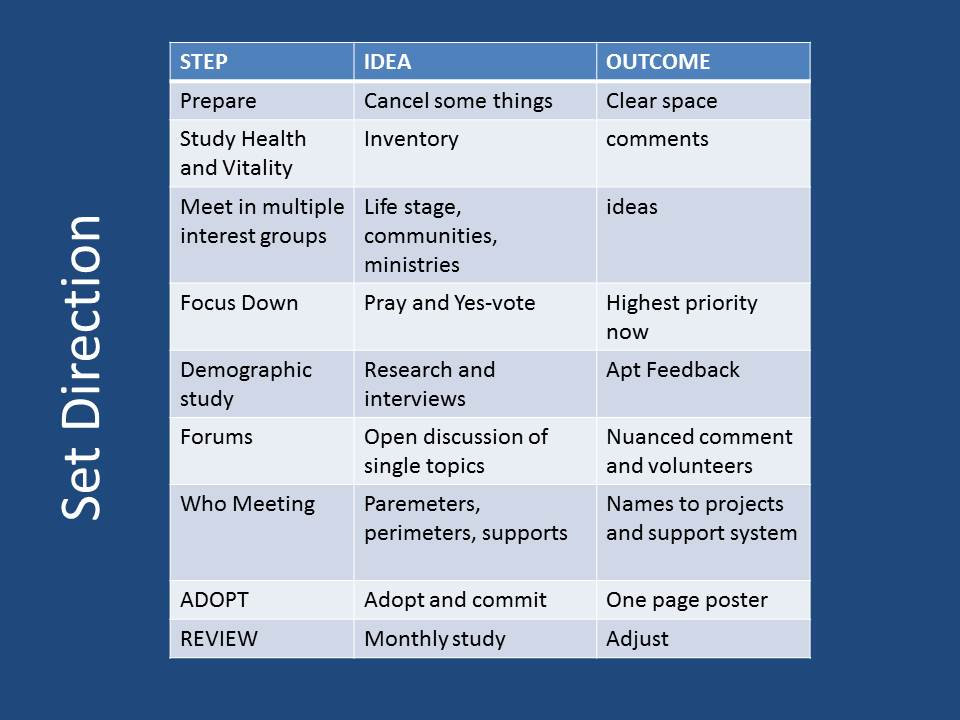 Set Direction
STEP IDEA OUTCOME
Prepare Cancel some things Clear space
Study Health Inventory comments
and Vitality
Meet in multiple Life stage, ideas
interest groups communities,
ministries
Focus Down Pray and Yes-vote Highest priority
now
Demographic Research and Apt Feedback
study interviews
Forums Open discussion of Nuanced comment
single topics and volunteers
Who Meeting Paremeters, Names to projects
perimeters, supports and support system
ADOPT Adopt and commit One page poster
REVIEW Monthly study Adjust